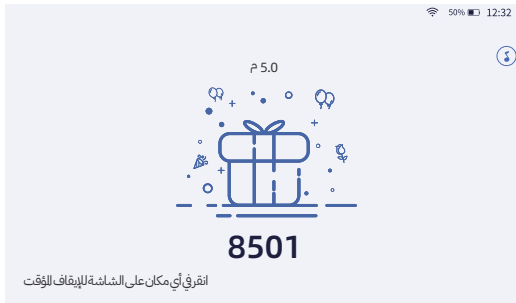 50% 12:32
5.0 م
8501
انقر في أي مكان على الشاشة للإيقاف المؤقت